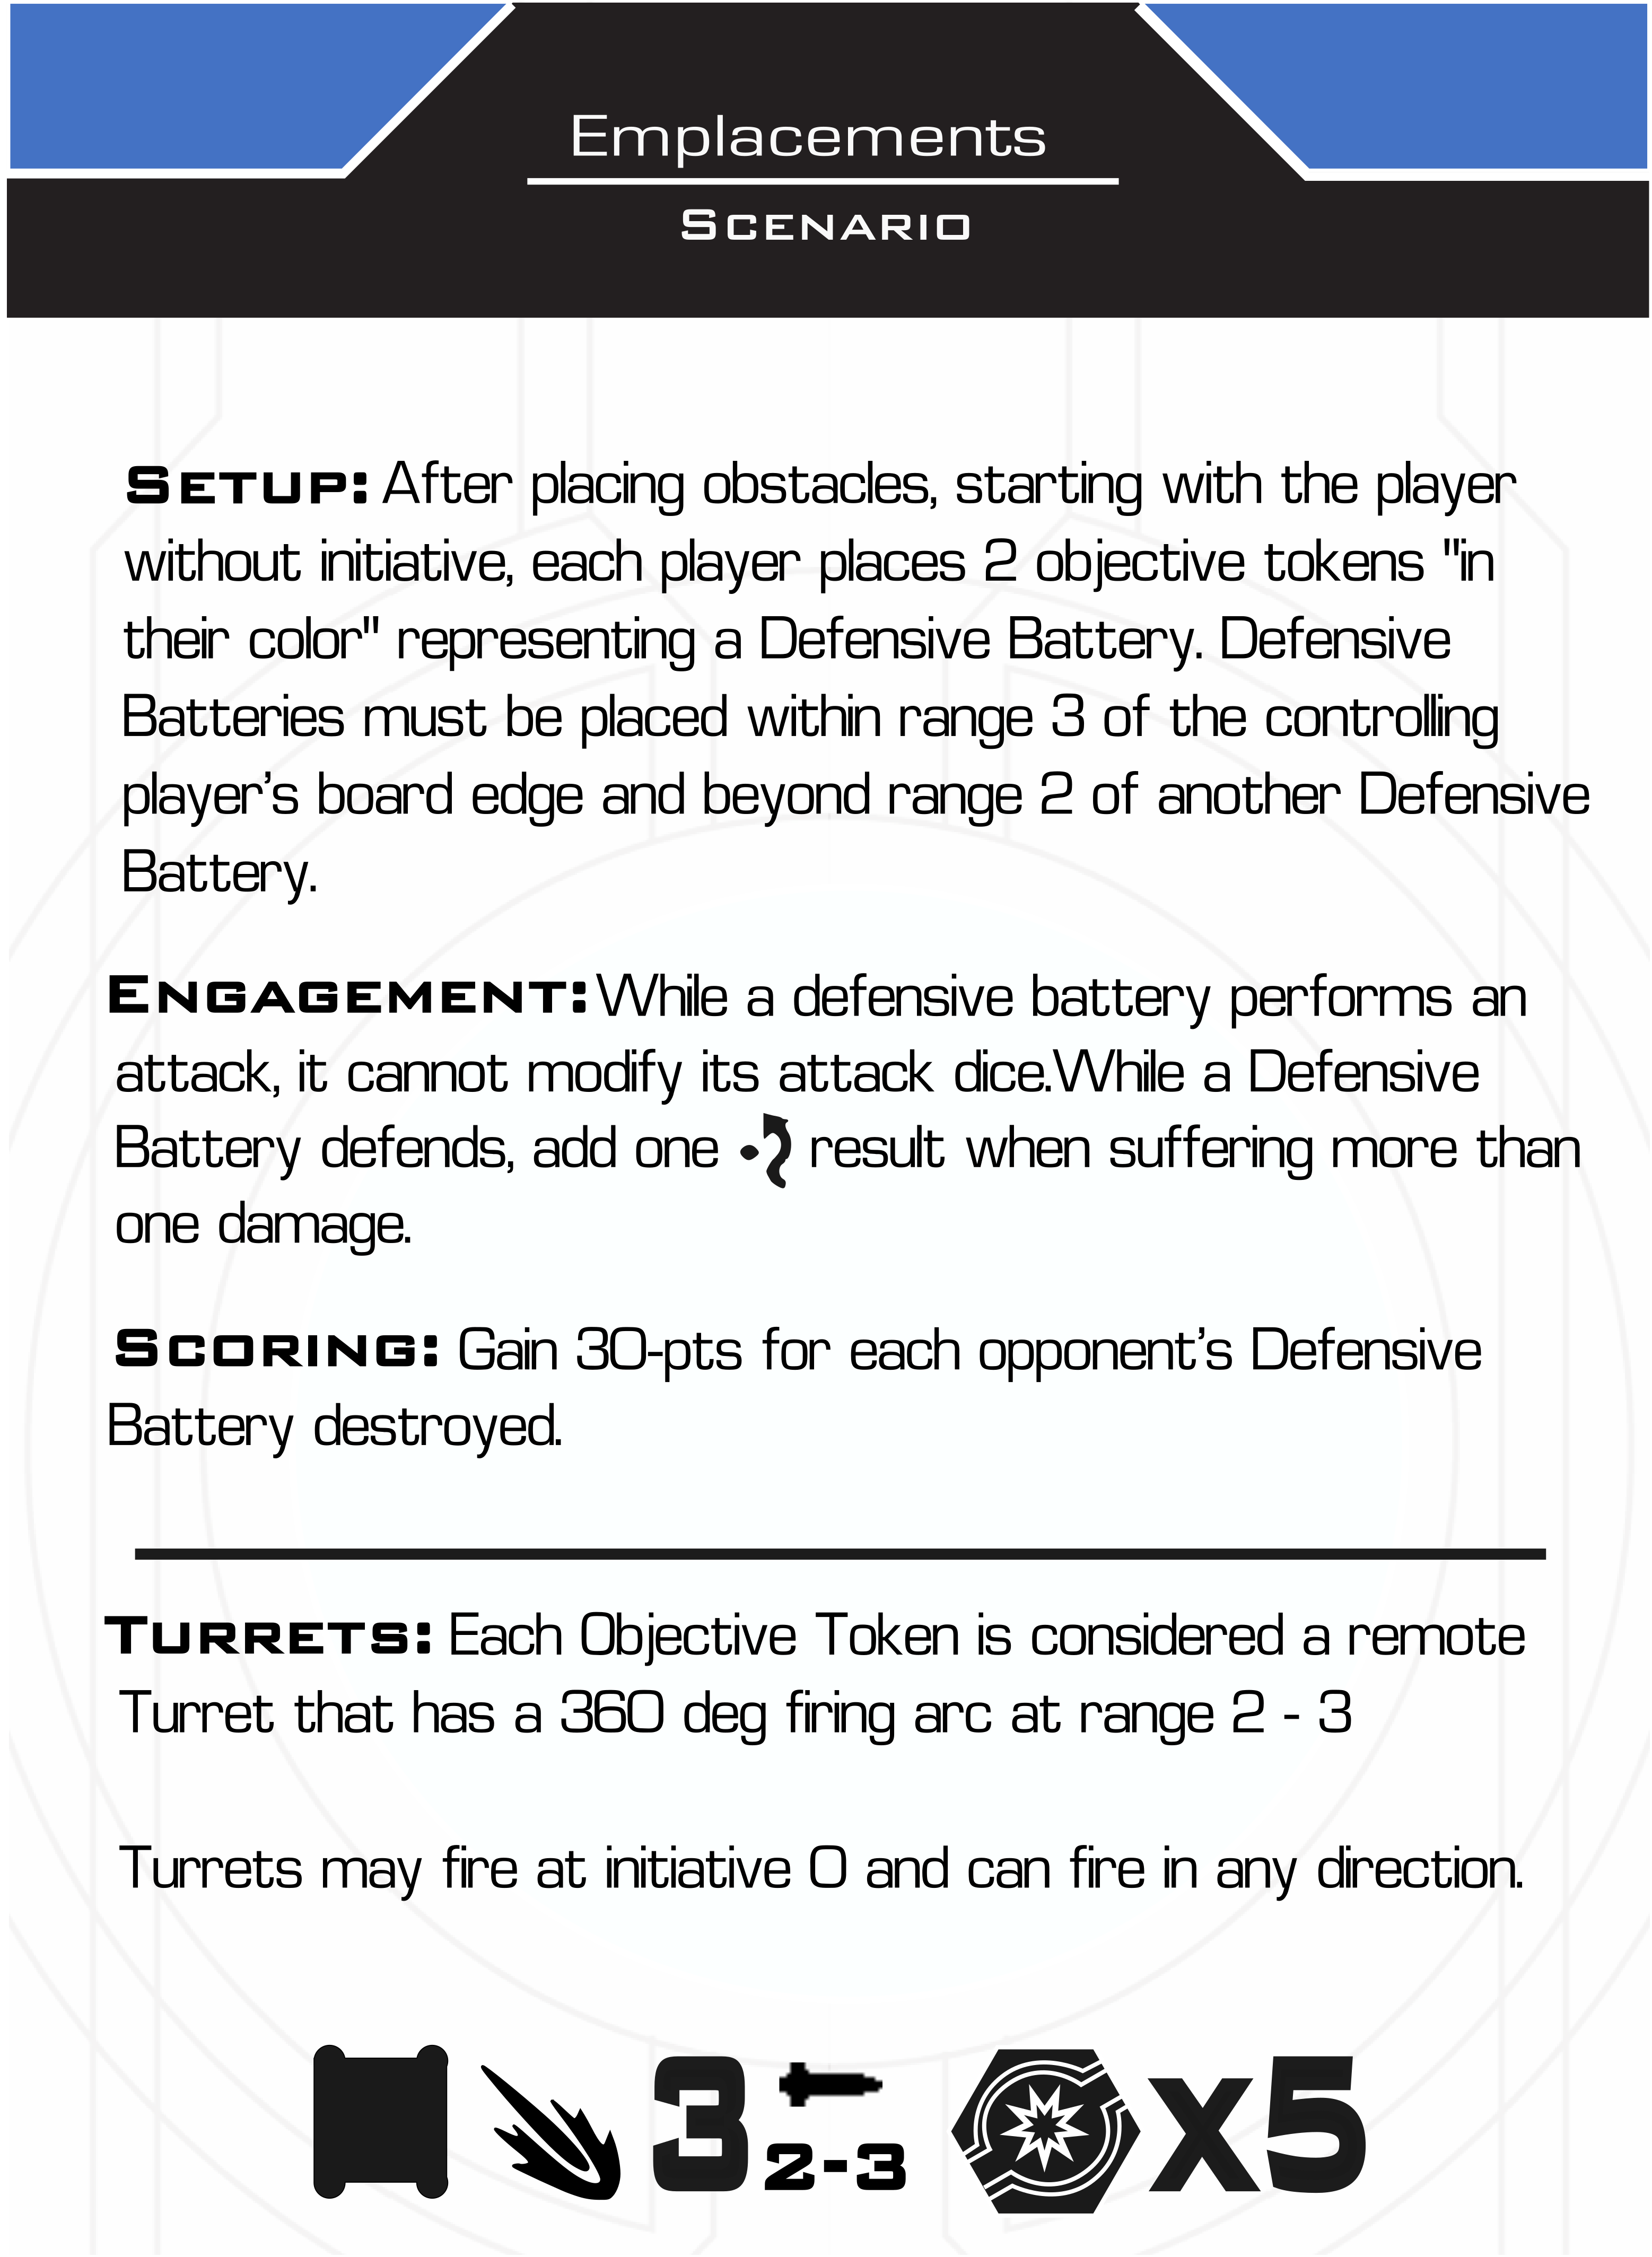 Emplacements
SCENARIO
SETUP: After placing obstacles, starting with the player
without initiative, each player places 2 objective tokens "in
their color" representing a Defensive Battery. Defensive
Batteries must be placed within range 3 of the controlling
player’s board edge and beyond range 2 of another Defensive
Battery.
ENGAGEMENT: While a defensive battery performs an
attack, it cannot modify its attack dice.While a Defensive
Battery defends, add one result when suffering more than
one damage.
SCORING: Gain 30-pts for each opponent’s Defensive
Battery destroyed.
TURRETS: Each Objective Token is considered a remote
Turret that has a 360 deg firing arc at range 2 - 3
Turrets may fire at initiative 0 and can fire in any direction.
3 2-3 x5